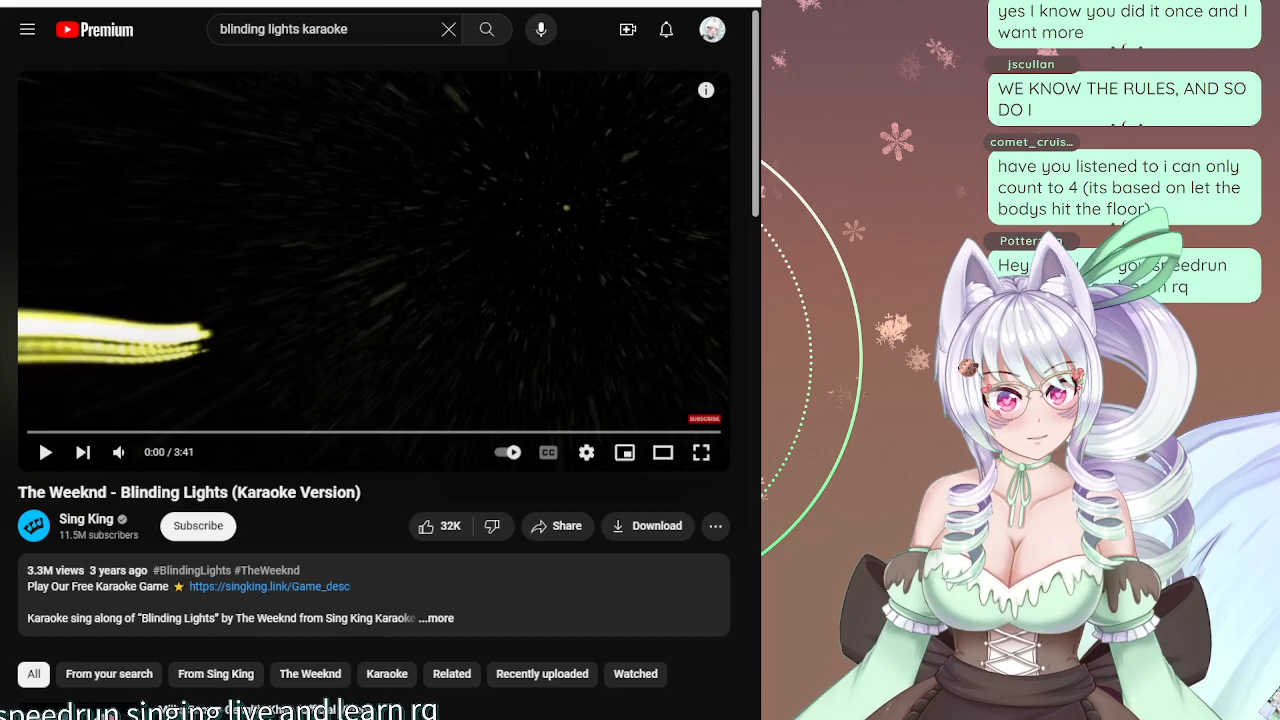 Premium
blinding lights karaoke
SUBSCRIBE
0:00 / 3:41
CC
The Weeknd - Blinding Lights (Karaoke Version)
Sing King
11.5M subscribers
Subscribe
32K
Share
Download
3.3M views 3 years ago #BlindingLights #TheWeeknd
Play Our Free Karaoke Game ⭐ https://singking.link/Game_desc
Karaoke sing along of “Blinding Lights” by The Weeknd from Sing King Karaoke ...more
All
From your search
From Sing King
The Weeknd
Karaoke
Related
Recently uploaded
Watched
speedrun singing live and learn rq
yes I know you did it once and I
want more
jscullan
WE KNOW THE RULES, AND SO
DO I
comet_cruis...
have you listened to i can only
count to 4 (its based on let the
bodys hit the floor)
Hey
rq